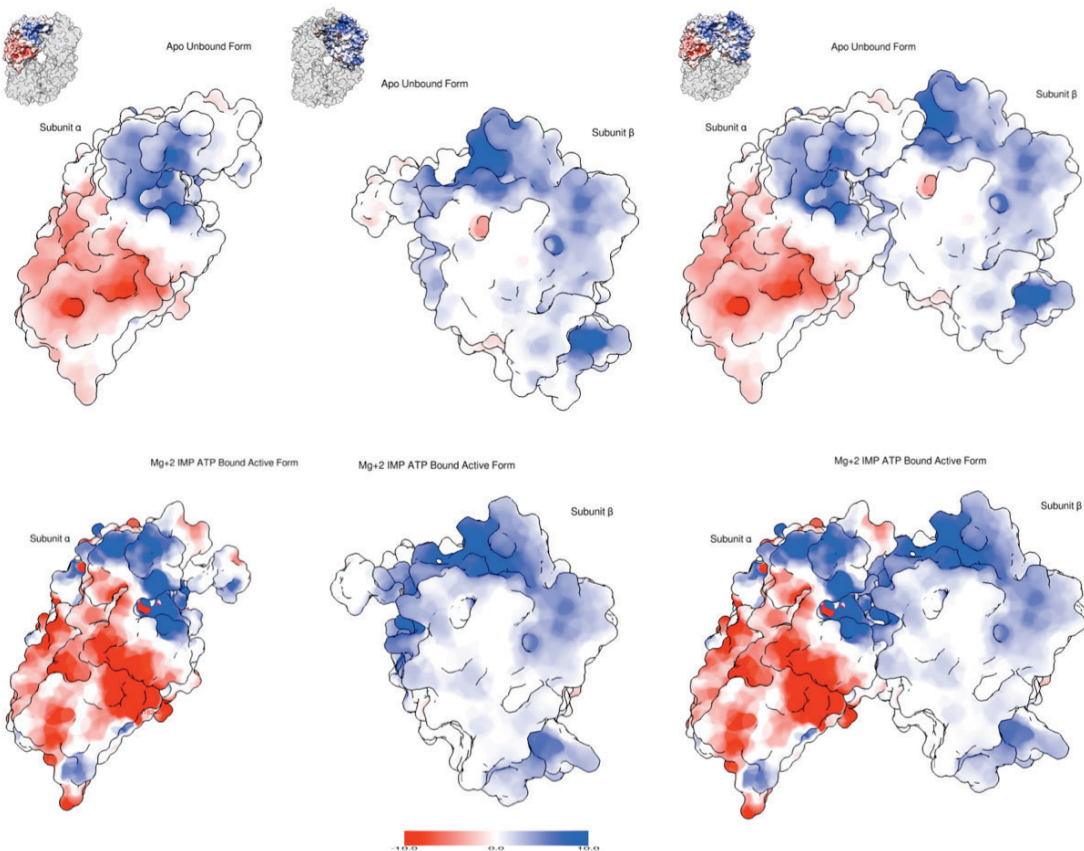 Apo Unbound Form
Apo Unbound Form
Apo Unbound Form
Subunit α
Subunit β
Subunit α
Subunit β
Mg+2 IMP ATP Bound Active Form
Mg+2 IMP ATP Bound Active Form
Mg+2 IMP ATP Bound Active Form
Subunit α
Subunit β
Subunit α
Subunit β
-10.0 0.0 10.0